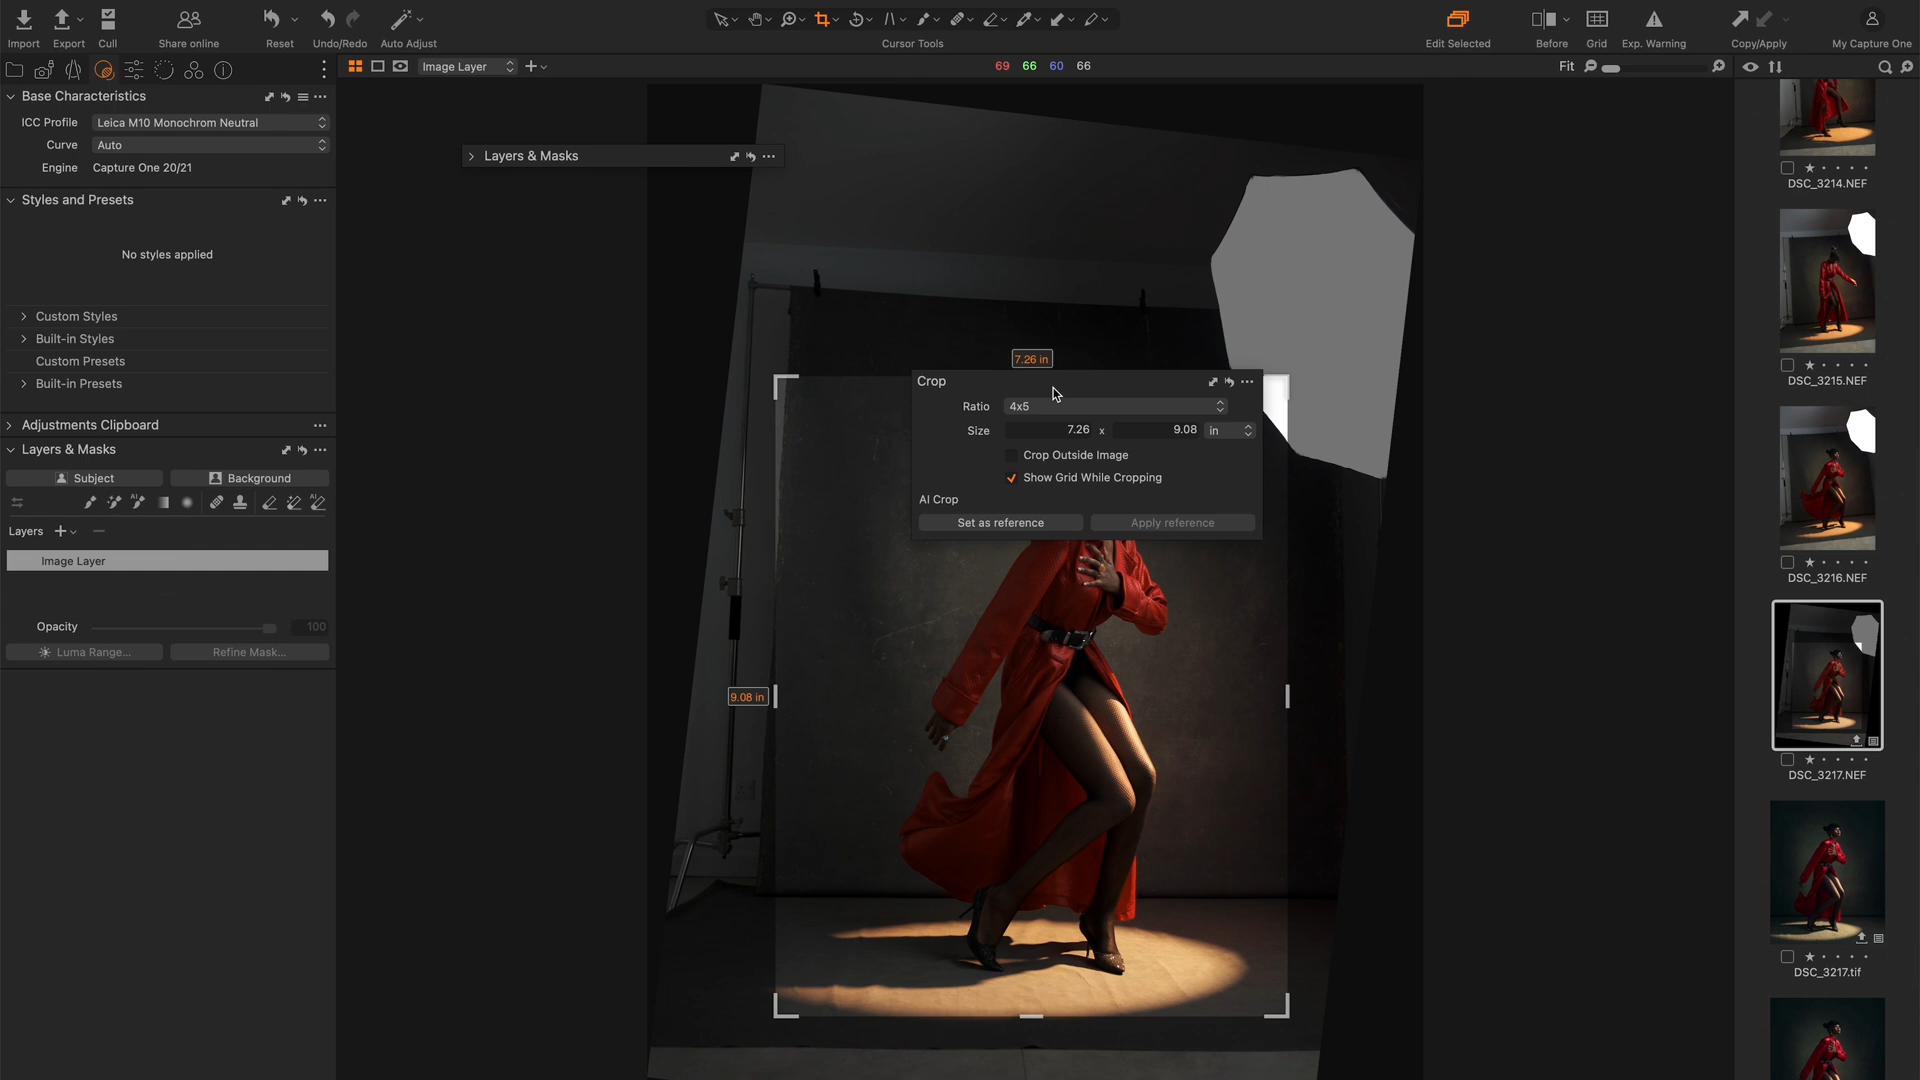 Import
Export
Cull
Share online
Reset
Undo/Redo
Auto Adjust
Cursor Tools
Edit Selected
Before
Grid
Exp. Warning
Copy/Apply
My Capture One
Image Layer
69 66 60 66
Fit
Base Characteristics
ICC Profile Leica M10 Monochrom Neutral
Curve Auto
Engine Capture One 20/21
Styles and Presets
No styles applied
Custom Styles
Built-in Styles
Custom Presets
Built-in Presets
Adjustments Clipboard
Layers & Masks
Subject
Background
AI
AI
Layers
Image Layer
Opacity 100
Luma Range...
Refine Mask...
Layers & Masks
7.26 in
Crop
Ratio 4x5
Size 7.26 x 9.08 in
Crop Outside Image
Show Grid While Cropping
AI Crop
Set as reference
Apply reference
9.08 in
DSC_3214.NEF
DSC_3215.NEF
DSC_3216.NEF
DSC_3217.NEF
DSC_3217.tif